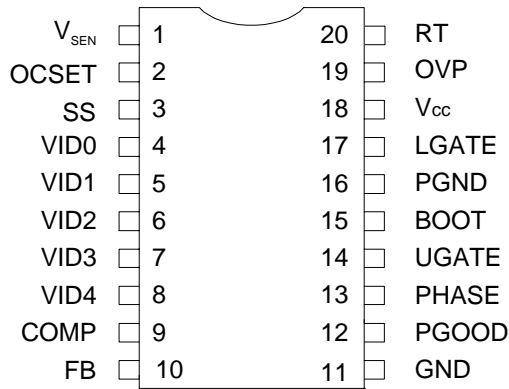 VSEN 1 20 RT
OCSET 2 19 OVP
SS 3 18 Vcc
VID0 4 17 LGATE
VID1 5 16 PGND
VID2 6 15 BOOT
VID3 7 14 UGATE
VID4 8 13 PHASE
COMP 9 12 PGOOD
FB 10 11 GND